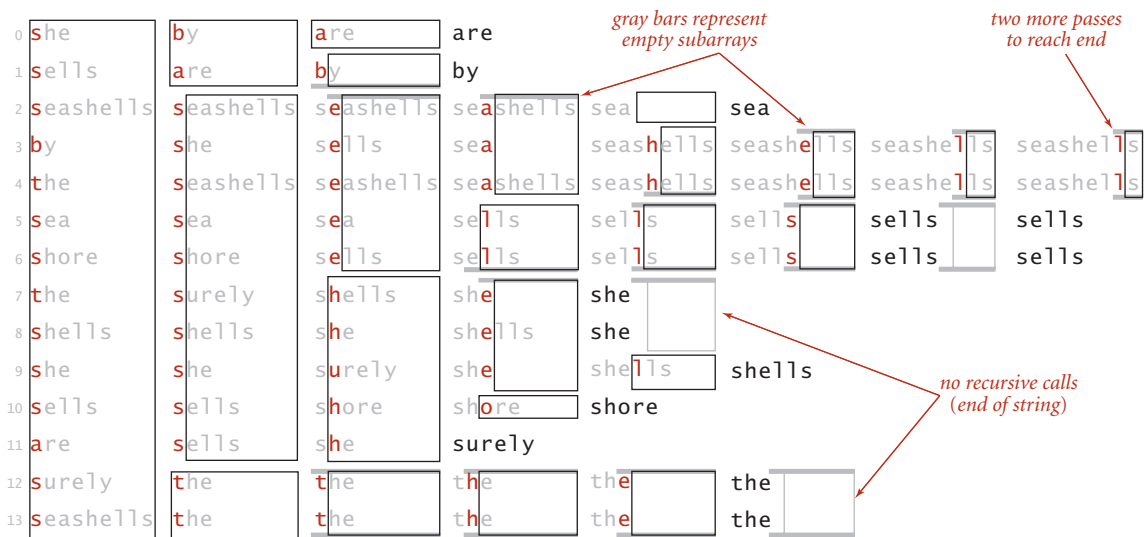 gray bars represent
empty subarrays
two more passes
to reach end
0 she by are are
1 sells are by by
2 seashells seashells seashells seashells sea sea
3 by she sells sea seashells seashells seashells seashells
4 the seashells seashells seashells seashells seashells seashells seashells
5 sea sea sea sells sells sells sells sells
6 shore shore sells sells sells sells sells sells
7 the surely shells she she
8 shells shells she shells she
9 she she surely she shells shells
10 sells sells shore shore shore
11 are sells she surely
12 surely the the the the the
13 seashells the the the the the
no recursive calls
(end of string)